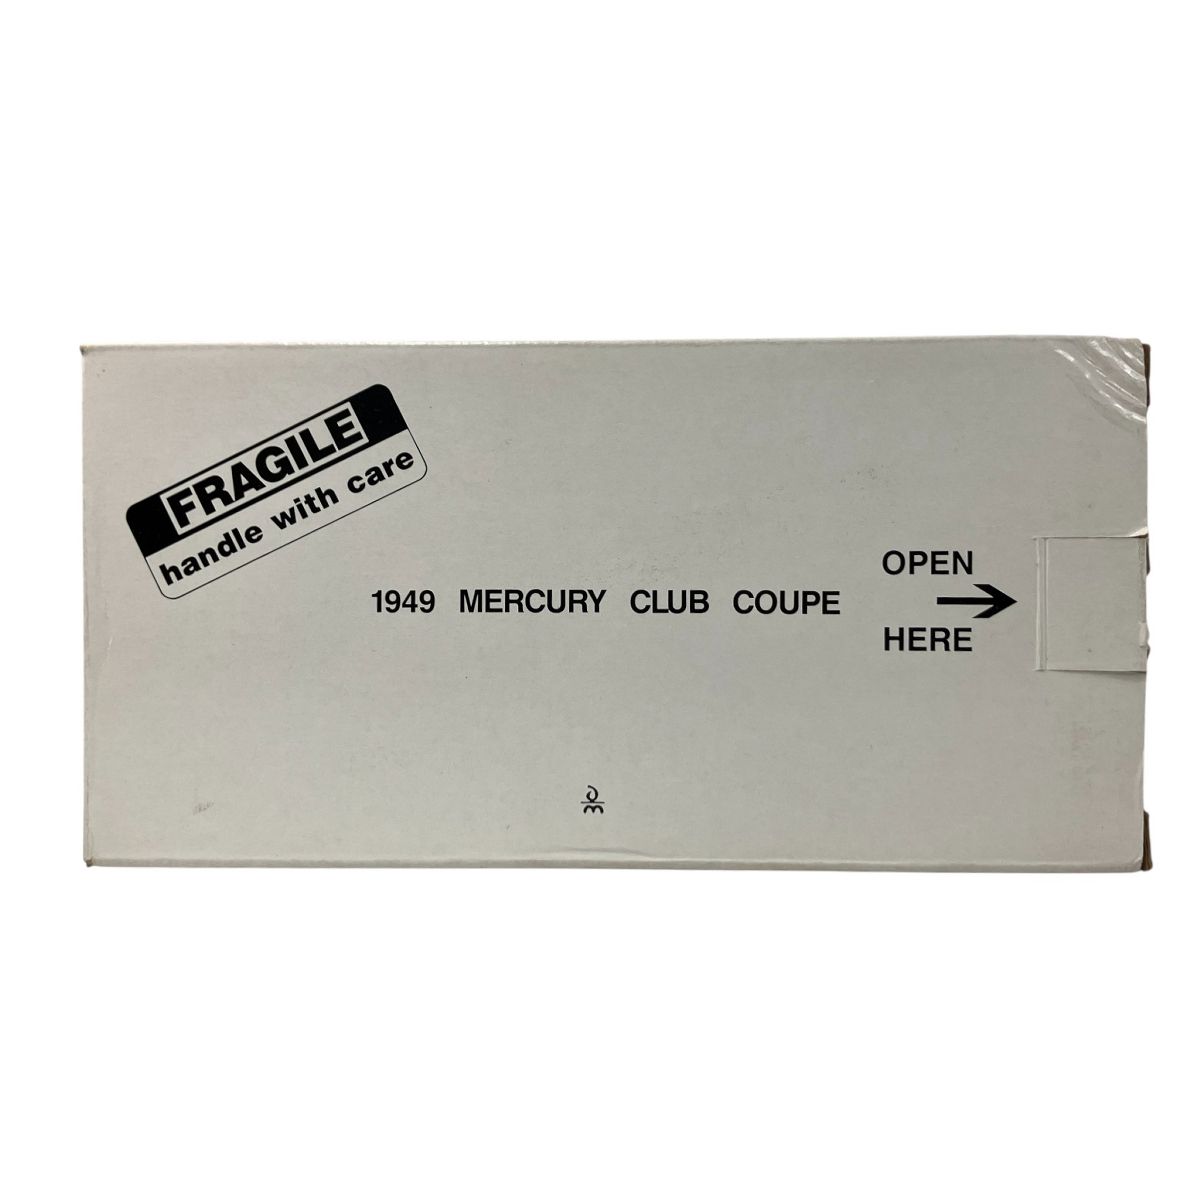 FRAGILE
handle with care
1949 MERCURY CLUB COUPE
OPEN
HERE